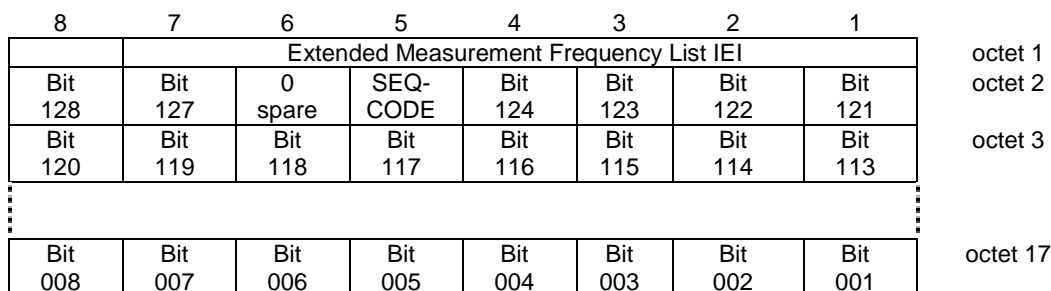 8 7 6 5 4 3 2 1
Extended Measurement Frequency List IEI octet 1
Bit Bit 0 SEQ- Bit Bit Bit Bit octet 2
128 127 spare CODE 124 123 122 121
Bit Bit Bit Bit Bit Bit Bit Bit octet 3
120 119 118 117 116 115 114 113
Bit Bit Bit Bit Bit Bit Bit Bit octet 17
008 007 006 005 004 003 002 001